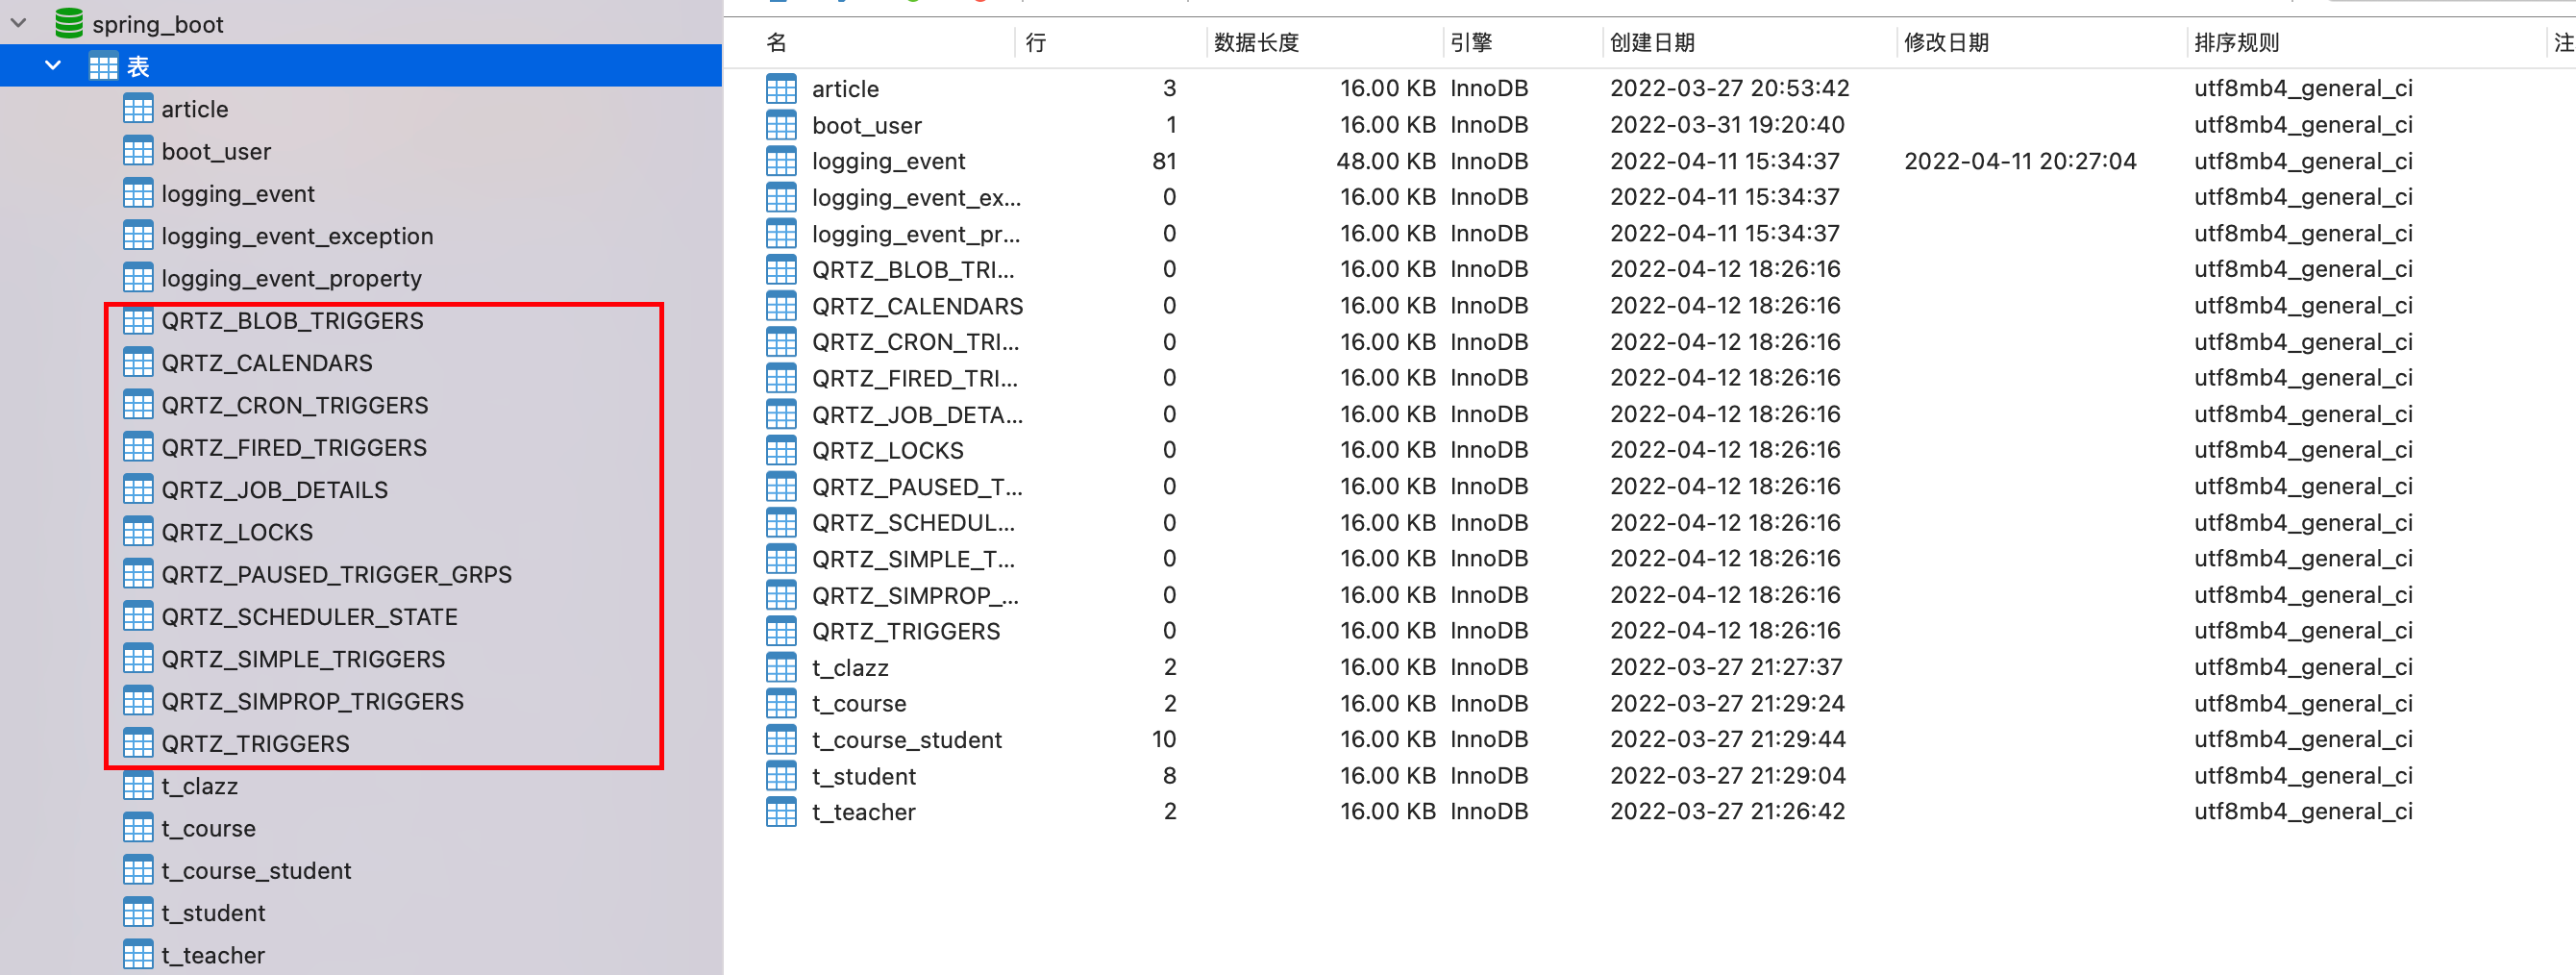 spring_boot
表
article
boot_user
logging_event
logging_event_exception
logging_event_property
QRTZ_BLOB_TRIGGERS
QRTZ_CALENDARS
QRTZ_CRON_TRIGGERS
QRTZ_FIRED_TRIGGERS
QRTZ_JOB_DETAILS
QRTZ_LOCKS
QRTZ_PAUSED_TRIGGER_GRPS
QRTZ_SCHEDULER_STATE
QRTZ_SIMPLE_TRIGGERS
QRTZ_SIMPROP_TRIGGERS
QRTZ_TRIGGERS
t_clazz
t_course
t_course_student
t_student
t_teacher
名 行 数据长度 引擎 创建日期 修改日期 排序规则 注
article 3 16.00 KB InnoDB 2022-03-27 20:53:42 utf8mb4_general_ci
boot_user 1 16.00 KB InnoDB 2022-03-31 19:20:40 utf8mb4_general_ci
logging_event 81 48.00 KB InnoDB 2022-04-11 15:34:37 2022-04-11 20:27:04 utf8mb4_general_ci
logging_event_ex... 0 16.00 KB InnoDB 2022-04-11 15:34:37 utf8mb4_general_ci
logging_event_pr... 0 16.00 KB InnoDB 2022-04-11 15:34:37 utf8mb4_general_ci
QRTZ_BLOB_TRI... 0 16.00 KB InnoDB 2022-04-12 18:26:16 utf8mb4_general_ci
QRTZ_CALENDARS 0 16.00 KB InnoDB 2022-04-12 18:26:16 utf8mb4_general_ci
QRTZ_CRON_TRI... 0 16.00 KB InnoDB 2022-04-12 18:26:16 utf8mb4_general_ci
QRTZ_FIRED_TRI... 0 16.00 KB InnoDB 2022-04-12 18:26:16 utf8mb4_general_ci
QRTZ_JOB_DETA... 0 16.00 KB InnoDB 2022-04-12 18:26:16 utf8mb4_general_ci
QRTZ_LOCKS 0 16.00 KB InnoDB 2022-04-12 18:26:16 utf8mb4_general_ci
QRTZ_PAUSED_T... 0 16.00 KB InnoDB 2022-04-12 18:26:16 utf8mb4_general_ci
QRTZ_SCHEDUL... 0 16.00 KB InnoDB 2022-04-12 18:26:16 utf8mb4_general_ci
QRTZ_SIMPLE_T... 0 16.00 KB InnoDB 2022-04-12 18:26:16 utf8mb4_general_ci
QRTZ_SIMPROP_... 0 16.00 KB InnoDB 2022-04-12 18:26:16 utf8mb4_general_ci
QRTZ_TRIGGERS 0 16.00 KB InnoDB 2022-04-12 18:26:16 utf8mb4_general_ci
t_clazz 2 16.00 KB InnoDB 2022-03-27 21:27:37 utf8mb4_general_ci
t_course 2 16.00 KB InnoDB 2022-03-27 21:29:24 utf8mb4_general_ci
t_course_student 10 16.00 KB InnoDB 2022-03-27 21:29:44 utf8mb4_general_ci
t_student 8 16.00 KB InnoDB 2022-03-27 21:29:04 utf8mb4_general_ci
t_teacher 2 16.00 KB InnoDB 2022-03-27 21:26:42 utf8mb4_general_ci